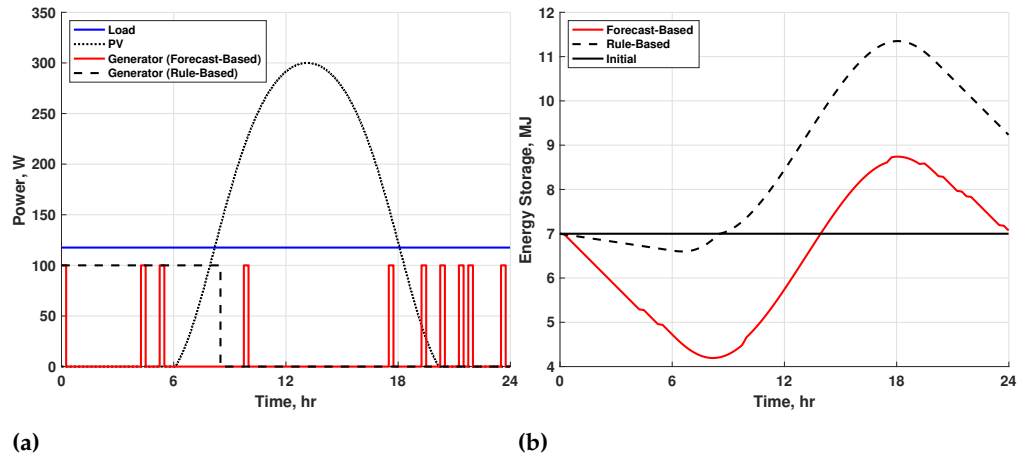 350
300
250
200
150
100
50
0
Power, W
Load
PV
Generator (Forecast-Based)
Generator (Rule-Based)
0 6 12 18 24
Time, hr
(a)
12
11
10
9
8
7
6
5
4
Energy Storage, MJ
Forecast-Based
Rule-Based
Initial
0 6 12 18 24
Time, hr
(b)